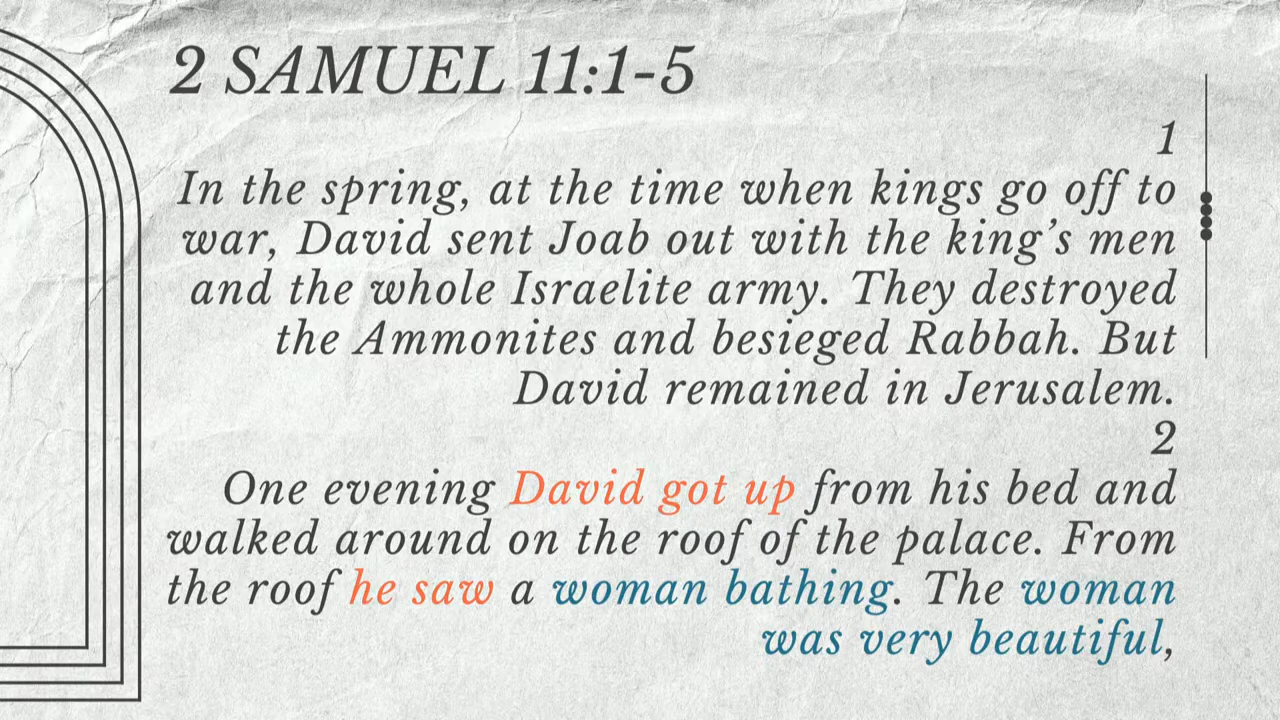 2 SAMUEL 11:1-5
1
In the spring, at the time when kings go off to
war, David sent Joab out with the king’s men
and the whole Israelite army. They destroyed
the Ammonites and besieged Rabbah. But
David remained in Jerusalem.
2
One evening David got up from his bed and
walked around on the roof of the palace. From
the roof he saw a woman bathing. The woman
was very beautiful,